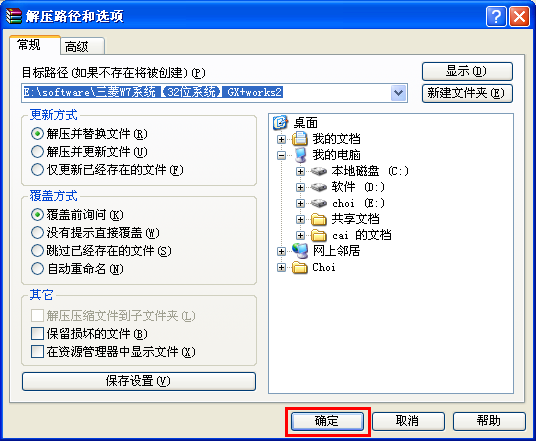 解压路径和选项
常规
高级
目标路径(如果不存在将被创建)(P)
显示(D)
E:\software\三菱W7系统【32位系统】GX+works2
新建文件夹(E)
更新方式
解压并替换文件(R)
解压并更新文件(U)
仅更新已经存在的文件(F)
覆盖方式
覆盖前询问(K)
没有提示直接覆盖(W)
跳过已经存在的文件(S)
自动重命名(N)
其它
解压压缩文件到子文件夹(L)
保留损坏的文件(B)
在资源管理器中显示文件(X)
保存设置(V)
桌面
我的文档
我的电脑
本地磁盘 (C:)
软件 (D:)
choi (E:)
共享文档
cai 的文档
网上邻居
Choi
确定
取消
帮助